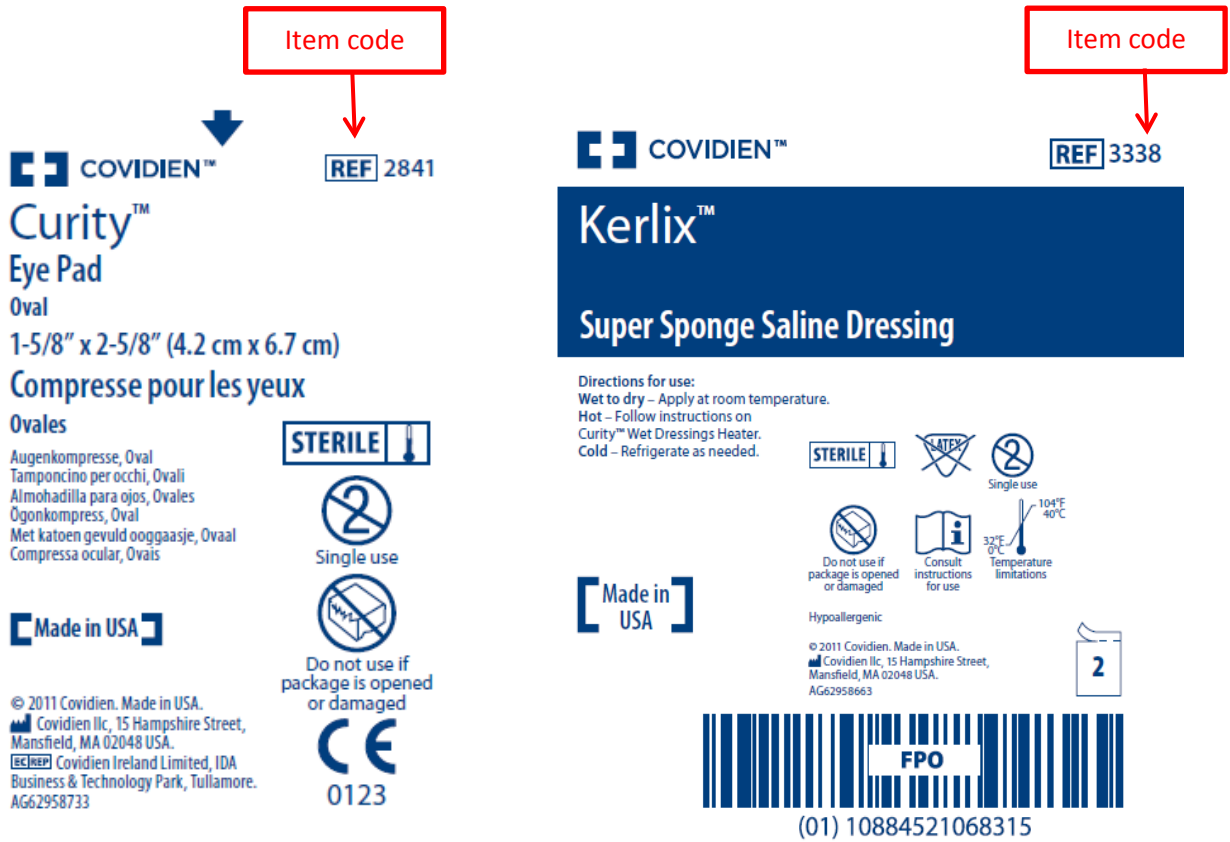 Item code
COVIDIEN™
REF 2841
Curity™
Eye Pad
Oval
1-5/8" x 2-5/8" (4.2 cm x 6.7 cm)
Compresse pour les yeux
Ovales
Augenkompresse, Oval
Tamponcino per occhi, Ovali
Almohadilla para ojos, Ovales
Ögonkompress, Oval
Met katoen gevuld ooggaasje, Ovaal
Compressa ocular, Ovais
STERILE
2
Single use
Do not use if
package is opened
or damaged
Made in USA
© 2011 Covidien. Made in USA.
Covidien llc, 15 Hampshire Street,
Mansfield, MA 02048 USA.
EC REP Covidien Ireland Limited, IDA
Business & Technology Park, Tullamore.
AG62958733
CE
0123
Item code
COVIDIEN™
REF 3338
Kerlix™
Super Sponge Saline Dressing
Directions for use:
Wet to dry – Apply at room temperature.
Hot – Follow instructions on
Curity™ Wet Dressings Heater.
Cold – Refrigerate as needed.
STERILE
LATEX
2
Single use
Do not use if
package is opened
or damaged
i
Consult
instructions
for use
104°F
40°C
32°F
0°C
Temperature
limitations
Made in
USA
Hypoallergenic
© 2011 Covidien. Made in USA.
Covidien llc, 15 Hampshire Street,
Mansfield, MA 02048 USA.
AG62958663
2
FPO
(01) 10884521068315